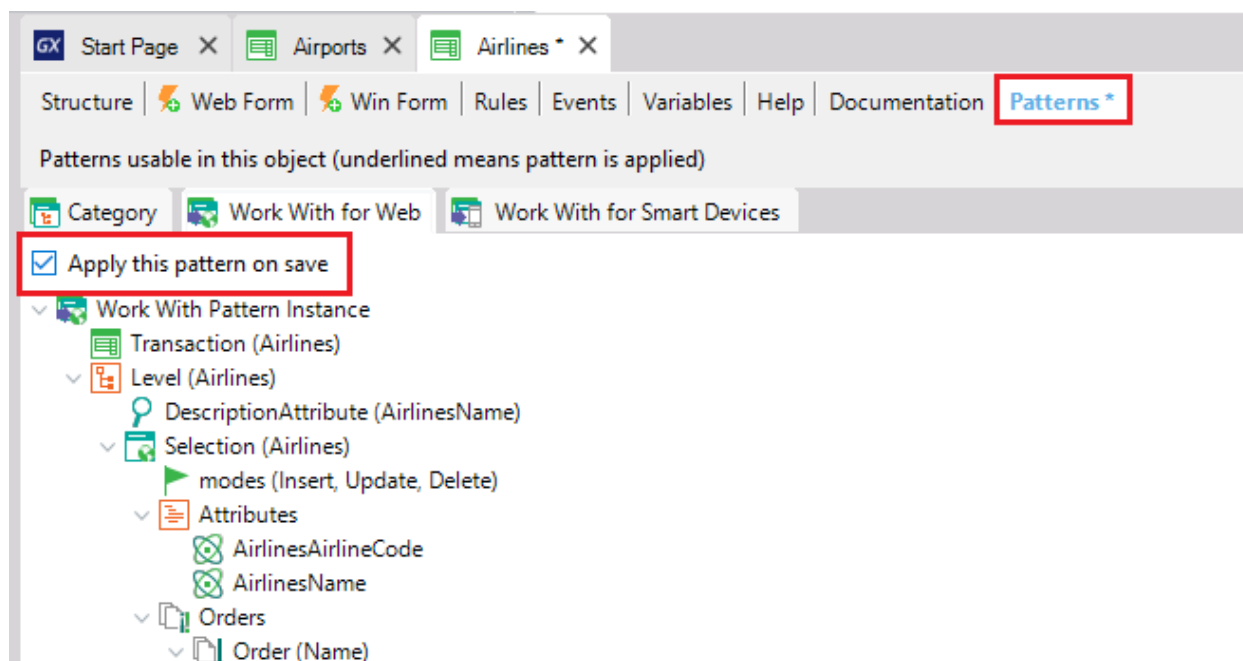 GX Start Page Airports Airlines *
Structure Web Form Win Form Rules Events Variables Help Documentation Patterns *
Patterns usable in this object (underlined means pattern is applied)
Category Work With for Web Work With for Smart Devices
Apply this pattern on save
Work With Pattern Instance
Transaction (Airlines)
Level (Airlines)
DescriptionAttribute (AirlinesName)
Selection (Airlines)
modes (Insert, Update, Delete)
Attributes
AirlinesAirlineCode
AirlinesName
Orders
Order (Name)